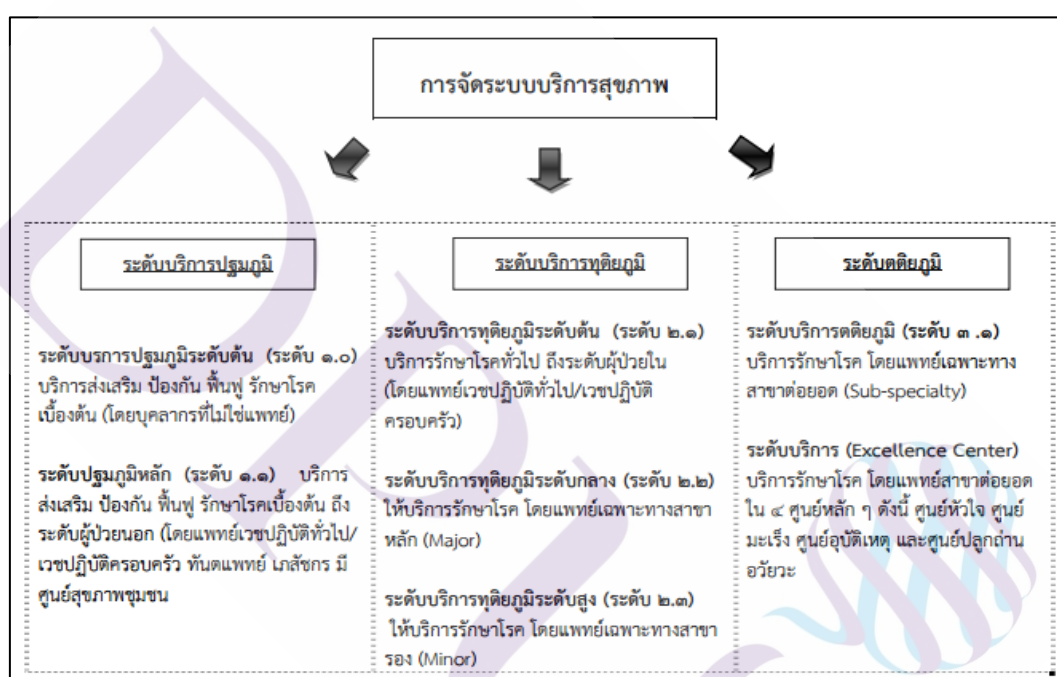 การจัดระบบบริการสุขภาพ
ระดับบริการปฐมภูมิ
ระดับบรการปฐมภูมิระดับต้น (ระดับ ๑.๐)
บริการส่งเสริม ป้องกัน ฟื้นฟู รักษาโรค
เบื้องต้น (โดยบุคลากรที่ไม่ใช่แพทย์)
ระดับปฐมภูมิหลัก (ระดับ ๑.๑) บริการ
ส่งเสริม ป้องกัน ฟื้นฟู รักษาโรคเบื้องต้น ถึง
ระดับผู้ป่วยนอก (โดยแพทย์เวชปฏิบัติทั่วไป/
เวชปฏิบัติครอบครัว ทันตแพทย์ เภสัชกร มี
ศูนย์สุขภาพชุมชน
ระดับบริการทุติยภูมิ
ระดับบริการทุติยภูมิระดับต้น (ระดับ ๒.๑)
บริการรักษาโรคทั่วไป ถึงระดับผู้ป่วยใน
(โดยแพทย์เวชปฏิบัติทั่วไป/เวชปฏิบัติ
ครอบครัว)
ระดับบริการทุติยภูมิระดับกลาง (ระดับ ๒.๒)
ให้บริการรักษาโรค โดยแพทย์เฉพาะทางสาขา
หลัก (Major)
ระดับบริการทุติยภูมิระดับสูง (ระดับ ๒.๓)
ให้บริการรักษาโรค โดยแพทย์เฉพาะทางสาขา
รอง (Minor)
ระดับตติยภูมิ
ระดับบริการตติยภูมิ (ระดับ ๓ .๑)
บริการรักษาโรค โดยแพทย์เฉพาะทาง
สาขาต่อยอด (Sub-specialty)
ระดับบริการ (Excellence Center)
บริการรักษาโรค โดยแพทย์สาขาต่อยอด
ใน ๔ ศูนย์หลัก ๆ ดังนี้ ศูนย์หัวใจ ศูนย์
มะเร็ง ศูนย์อุบัติเหตุ และศูนย์ปลูกถ่าน
อวัยวะ